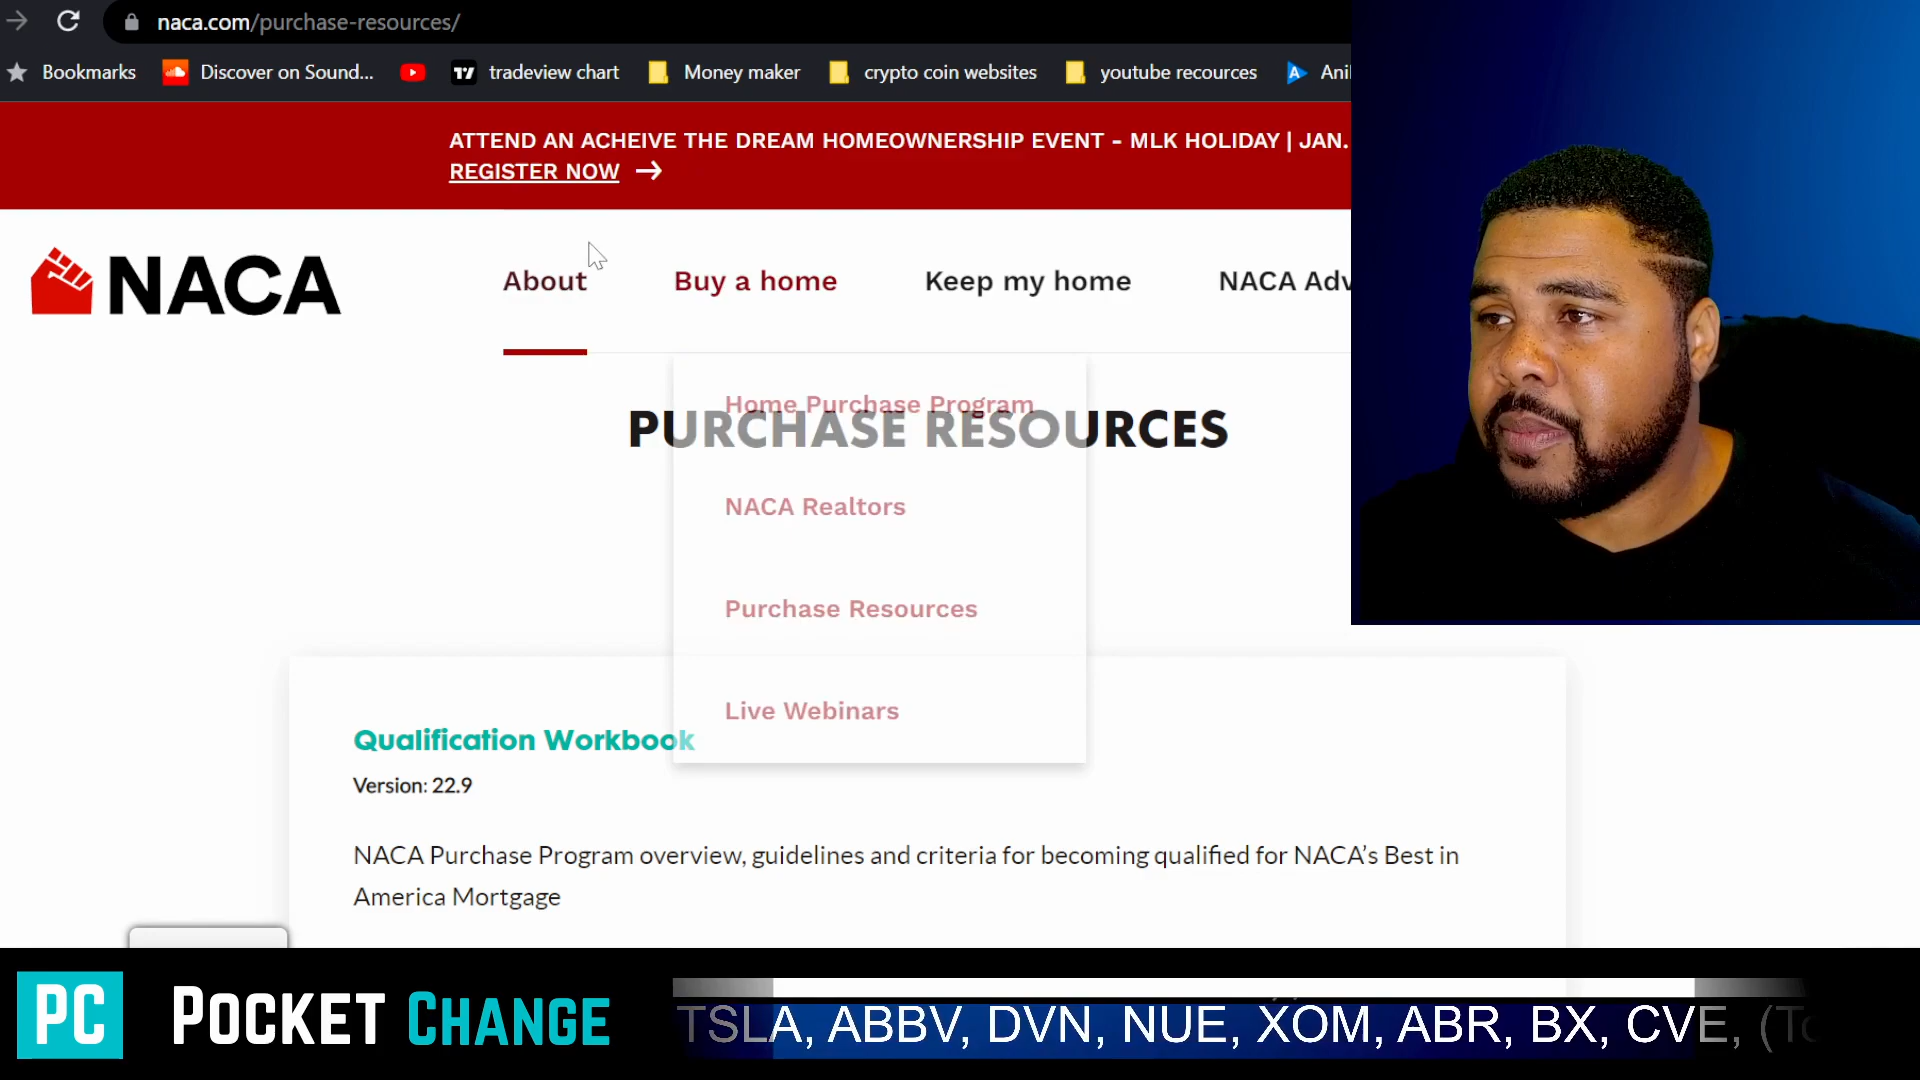 naca.com/purchase-resources/
Bookmarks Discover on Sound... tradeview chart Money maker crypto coin websites youtube recources Ani
ATTEND AN ACHEIVE THE DREAM HOMEOWNERSHIP EVENT - MLK HOLIDAY | JAN.
REGISTER NOW →
NACA
About Buy a home Keep my home NACA Adv
Home Purchase Program
PURCHASE RESOURCES
NACA Realtors
Purchase Resources
Live Webinars
Qualification Workbook
Version: 22.9
NACA Purchase Program overview, guidelines and criteria for becoming qualified for NACA's Best in
America Mortgage
PC POCKET CHANGE
TSLA, ABBV, DVN, NUE, XOM, ABR, BX, CVE, (To